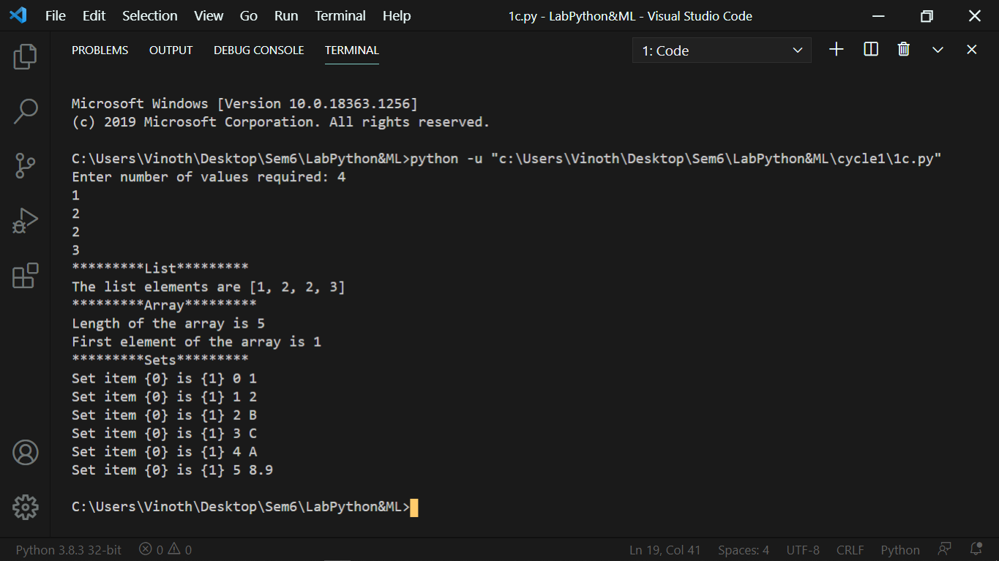 File Edit Selection View Go Run Terminal Help 1c.py - LabPython&ML - Visual Studio Code
PROBLEMS OUTPUT DEBUG CONSOLE TERMINAL 1: Code
Microsoft Windows [Version 10.0.18363.1256]
(c) 2019 Microsoft Corporation. All rights reserved.
C:\Users\Vinoth\Desktop\Sem6\LabPython&ML>python -u "c:\Users\Vinoth\Desktop\Sem6\LabPython&ML\cycle1\1c.py"
Enter number of values required: 4
1
2
2
3
*********List*********
The list elements are [1, 2, 2, 3]
*********Array*********
Length of the array is 5
First element of the array is 1
*********Sets*********
Set item {0} is {1} 0 1
Set item {0} is {1} 1 2
Set item {0} is {1} 2 B
Set item {0} is {1} 3 C
Set item {0} is {1} 4 A
Set item {0} is {1} 5 8.9
C:\Users\Vinoth\Desktop\Sem6\LabPython&ML>
Python 3.8.3 32-bit 0 0 Ln 19, Col 41 Spaces: 4 UTF-8 CRLF Python